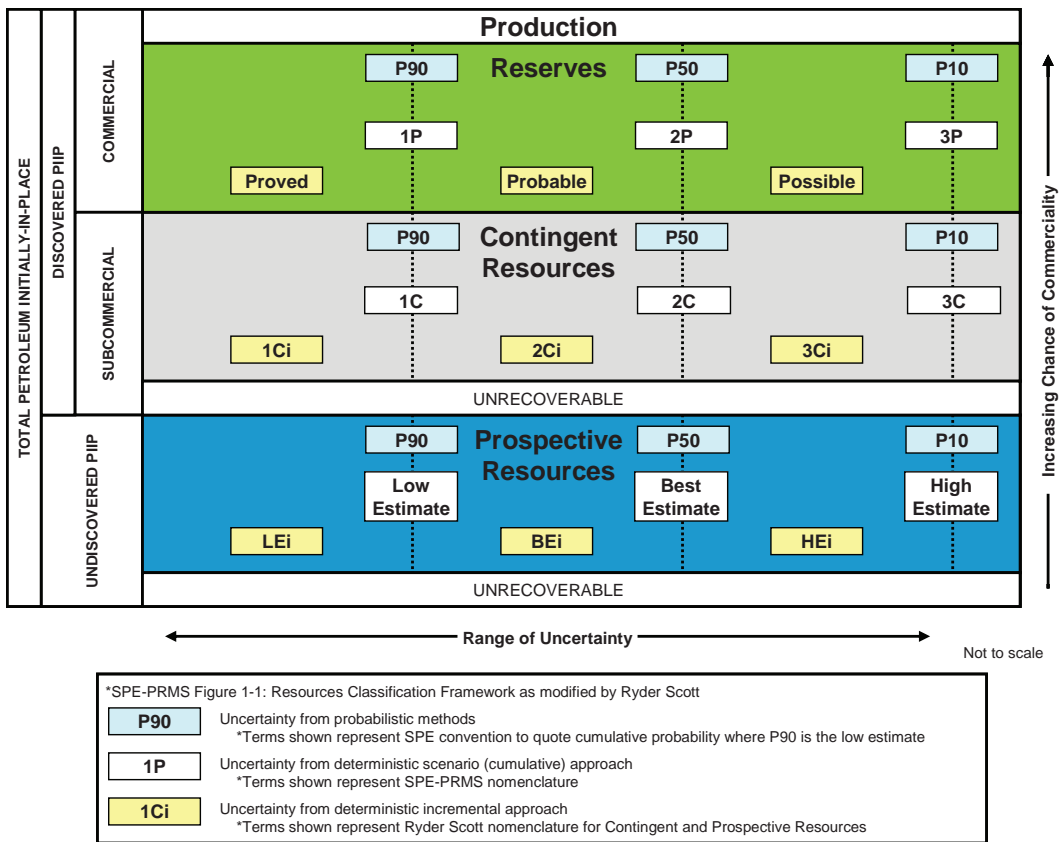 Production
TOTAL PETROLEUM INITIALLY-IN-PLACE
DISCOVERED PIIP
COMMERCIAL
P90
Reserves
P50
P10
1P
2P
3P
Proved
Probable
Possible
SUBCOMMERCIAL
P90
Contingent
Resources
P50
P10
1C
2C
3C
1Ci
2Ci
3Ci
UNRECOVERABLE
UNDISCOVERED PIIP
P90
Prospective
Resources
P50
P10
Low
Estimate
Best
Estimate
High
Estimate
LEi
BEi
HEi
UNRECOVERABLE
Increasing Chance of Commerciality
Range of Uncertainty
Not to scale
*SPE-PRMS Figure 1-1: Resources Classification Framework as modified by Ryder Scott
P90
Uncertainty from probabilistic methods
*Terms shown represent SPE convention to quote cumulative probability where P90 is the low estimate
1P
Uncertainty from deterministic scenario (cumulative) approach
*Terms shown represent SPE-PRMS nomenclature
1Ci
Uncertainty from deterministic incremental approach
*Terms shown represent Ryder Scott nomenclature for Contingent and Prospective Resources